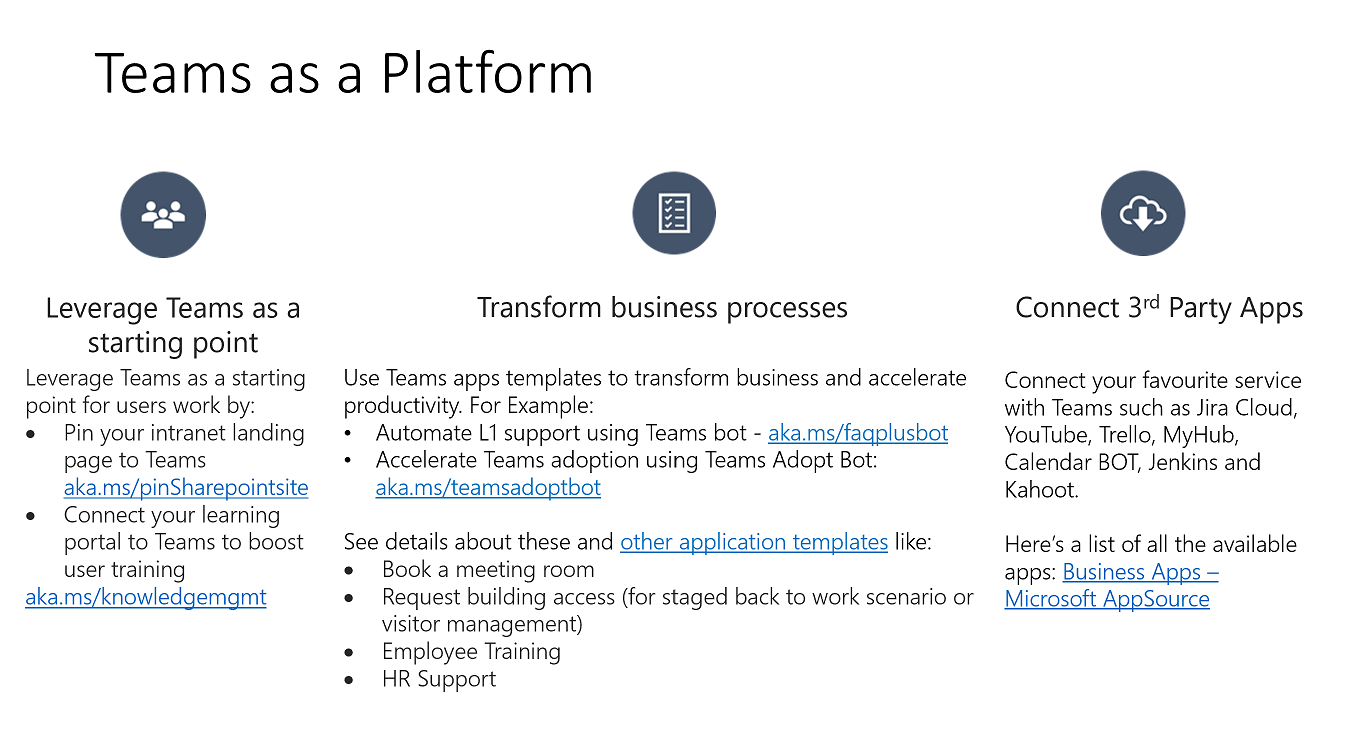 Teams as a Platform
Leverage Teams as a
starting point
Leverage Teams as a starting
point for users work by:
• Pin your intranet landing
page to Teams
aka.ms/pinSharepointsite
• Connect your learning
portal to Teams to boost
user training
aka.ms/knowledgemgmt
Transform business processes
Use Teams apps templates to transform business and accelerate
productivity. For Example:
• Automate L1 support using Teams bot - aka.ms/faqplusbot
• Accelerate Teams adoption using Teams Adopt Bot:
aka.ms/teamsadoptbot
See details about these and other application templates like:
• Book a meeting room
• Request building access (for staged back to work scenario or
visitor management)
• Employee Training
• HR Support
Connect 3rd Party Apps
Connect your favourite service
with Teams such as Jira Cloud,
YouTube, Trello, MyHub,
Calendar BOT, Jenkins and
Kahoot.
Here's a list of all the available
apps: Business Apps –
Microsoft AppSource